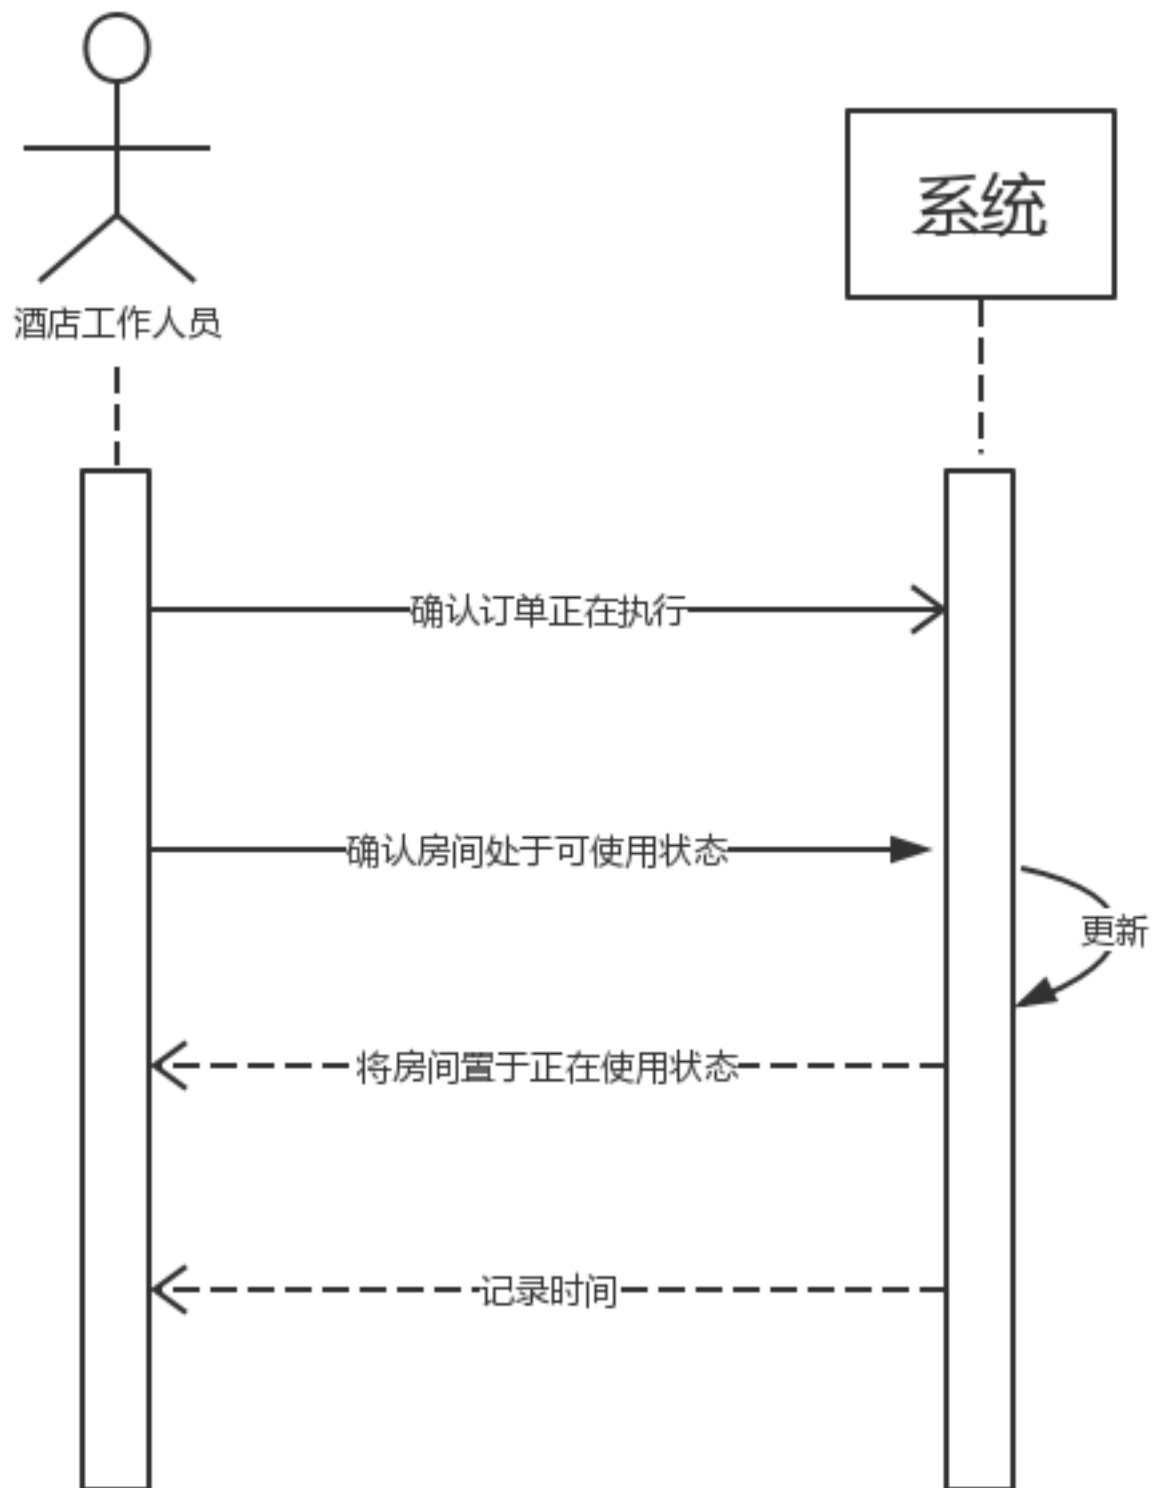 系统
酒店工作人员
确认订单正在执行
确认房间处于可使用状态
更新
将房间置于正在使用状态
记录时间